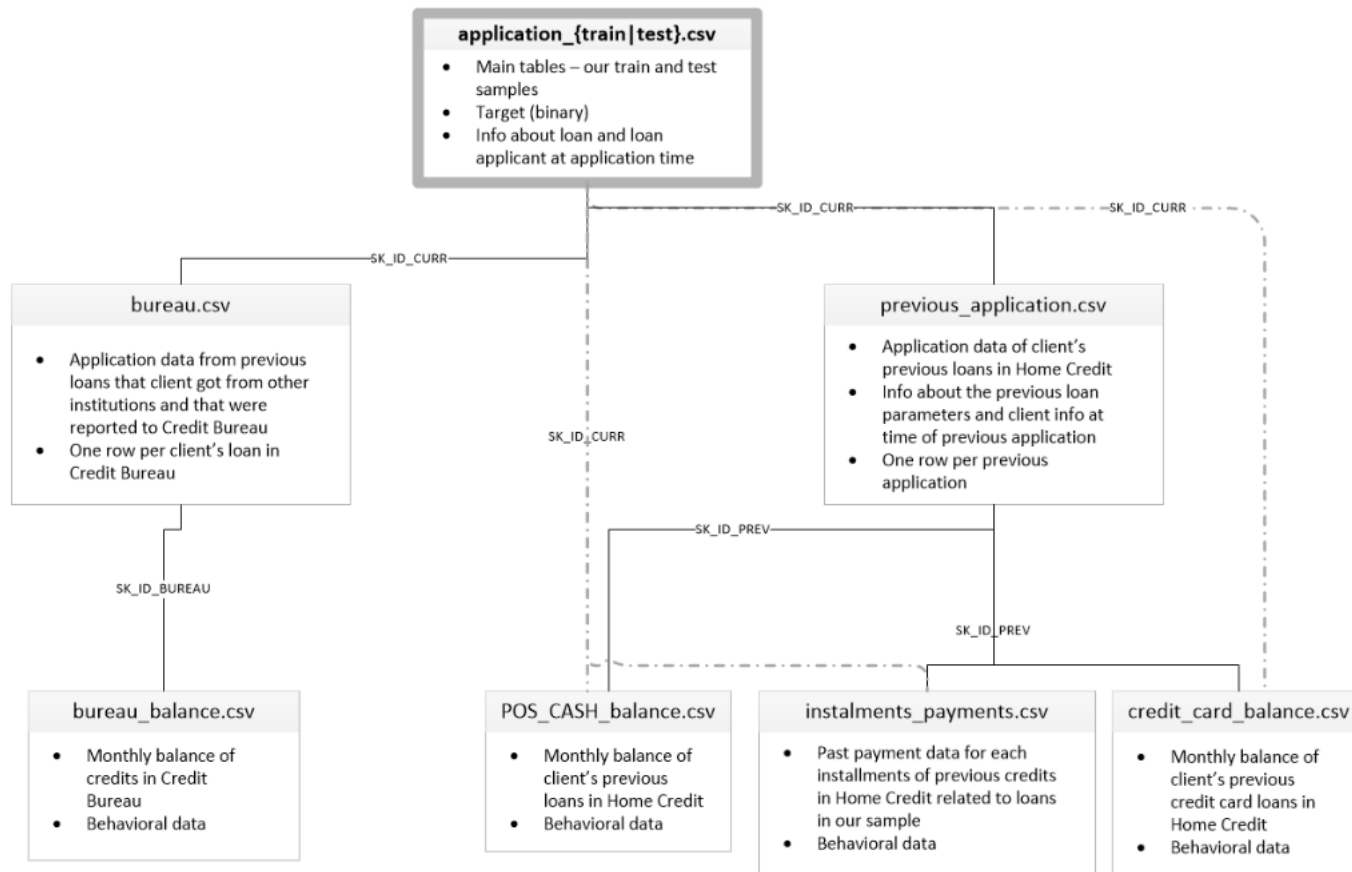 application_{train|test}.csv
• Main tables – our train and test
samples
• Target (binary)
• Info about loan and loan
applicant at application time
SK_ID_CURR
SK_ID_CURR
SK_ID_CURR
bureau.csv
• Application data from previous
loans that client got from other
institutions and that were
reported to Credit Bureau
• One row per client's loan in
Credit Bureau
previous_application.csv
• Application data of client's
previous loans in Home Credit
• Info about the previous loan
parameters and client info at
time of previous application
• One row per previous
application
SK_ID_CURR
SK_ID_PREV
SK_ID_BUREAU
SK_ID_PREV
bureau_balance.csv
• Monthly balance of
credits in Credit
Bureau
• Behavioral data
POS_CASH_balance.csv
• Monthly balance of
client's previous
loans in Home Credit
• Behavioral data
instalments_payments.csv
• Past payment data for each
installments of previous credits
in Home Credit related to loans
in our sample
• Behavioral data
credit_card_balance.csv
• Monthly balance of
client's previous
credit card loans in
Home Credit
• Behavioral data